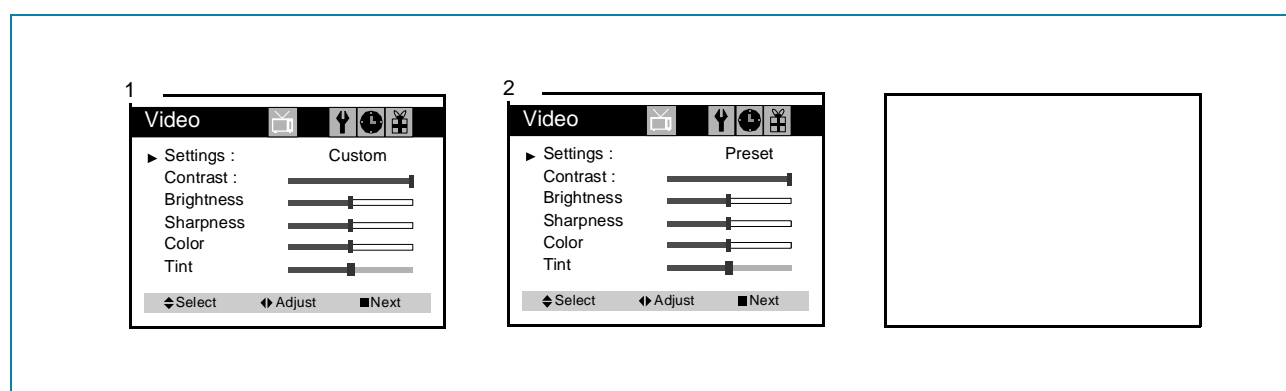 1
Video
Settings : Custom
Contrast :
Brightness
Sharpness
Color
Tint
Select Adjust Next
2
Video
Settings : Preset
Contrast :
Brightness
Sharpness
Color
Tint
Select Adjust Next